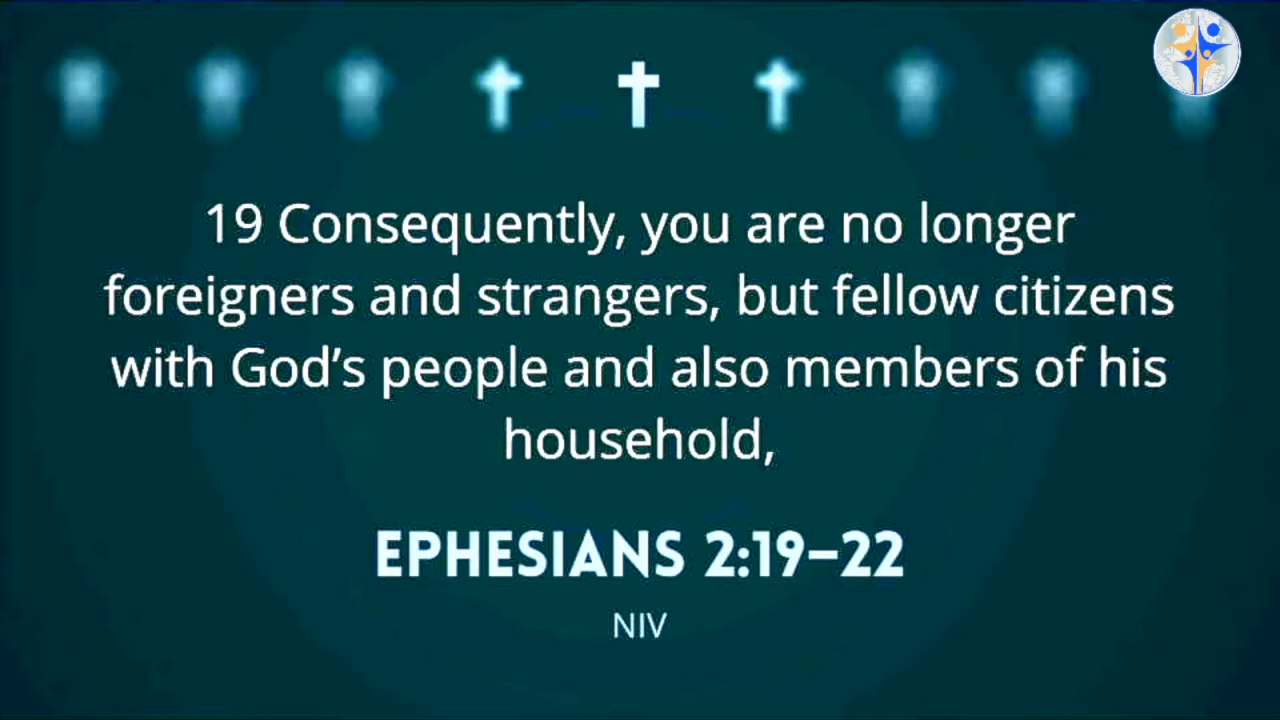 19 Consequently, you are no longer
foreigners and strangers, but fellow citizens
with God’s people and also members of his
household,
EPHESIANS 2:19–22
NIV